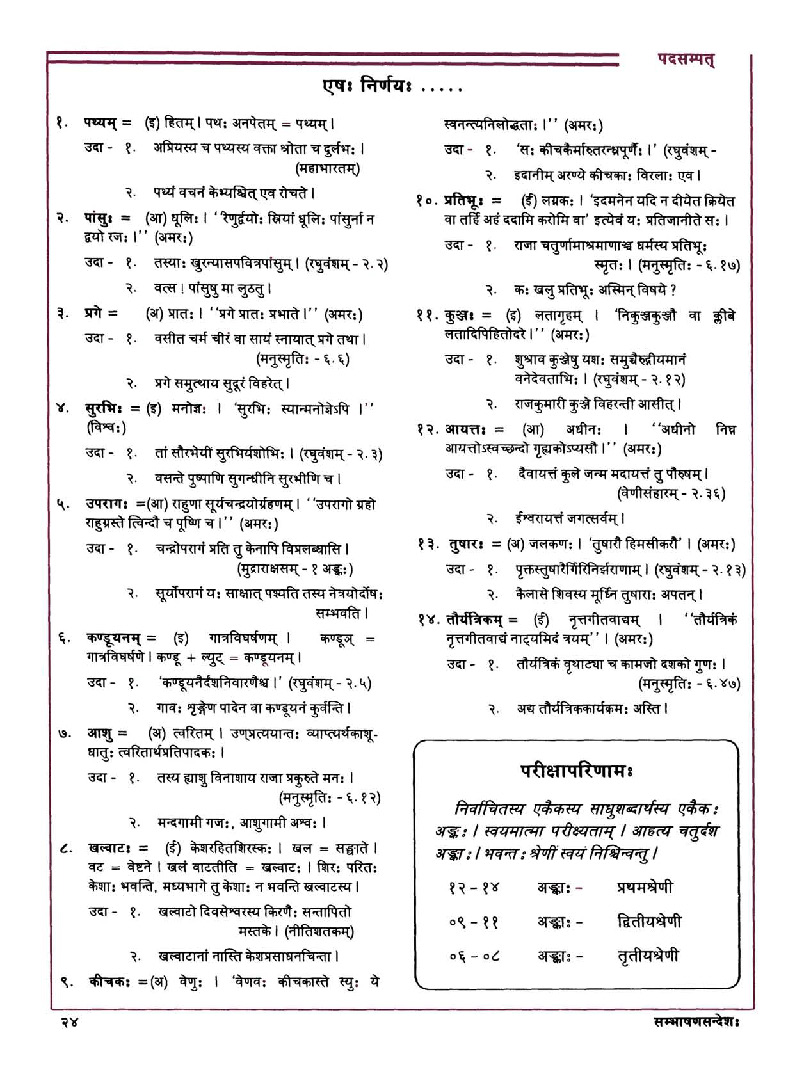 पदसम्पत्
एषः निर्णयः .....
१. पथ्यम् = (इ) हितम् । पथः अनपेतम् = पथ्यम् ।
उदा - १. अप्रियस्य च पथ्यस्य वक्ता श्रोता च दुर्लभः ।
(महाभारतम्)
२. पथ्यं वचनं केभ्यश्चित् एव रोचते ।
२. पांसुः = (आ) धूलिः । ''रेणुर्द्वयोः स्त्रियां धूलिः पांसुर्ना न
द्वयो रजः ।'' (अमरः)
उदा - १. तस्याः खुरन्यासपवित्रपांसुम् । (रघुवंशम् - २.२)
२. वत्स ! पांसुषु मा लुठतु ।
३. प्रगे = (अ) प्रातः । ''प्रगे प्रातः प्रभाते ।'' (अमरः)
उदा - १. वसीत चर्म चीरं वा सायं स्नायात् प्रगे तथा ।
(मनुस्मृतिः - ६.६)
२. प्रगे समुत्थाय सुदूरं विहरेत् ।
४. सुरभिः = (इ) मनोज्ञः । 'सुरभिः स्यान्मनोज्ञेऽपि ।''
(विश्वः)
उदा - १. तां सौरभेयीं सुरभिर्यशोभिः । (रघुवंशम् - २.३)
२. वसन्ते पुष्पाणि सुगन्धीनि सुरभीणि च ।
५. उपरागः =(आ) राहुणा सूर्यचन्द्रयोर्ग्रहणम् । ''उपरागो ग्रहो
राहुग्रस्ते त्विन्दौ च पूष्णि च ।'' (अमरः)
उदा - १. चन्द्रोपरागं प्रति तु केनापि विप्रलब्धासि ।
(मुद्राराक्षसम् - १ अङ्कः)
२. सूर्योपरागं यः साक्षात् पश्यति तस्य नेत्रयोर्दोषः
सम्भवति ।
६. कण्डूयनम् = (इ) गात्रविघर्षणम् । कण्डूञ् =
गात्रविघर्षणे । कण्डू + ल्युट् = कण्डूयनम् ।
उदा - १. 'कण्डूयनैर्दंशनिवारणैश्च ।' (रघुवंशम् - २.५)
२. गावः शृङ्गेण पादेन वा कण्डूयनं कुर्वन्ति ।
७. आशु = (अ) त्वरितम् । उण्प्रत्ययान्तः व्याप्त्यर्थकाशू-
धातुः त्वरितार्थप्रतिपादकः ।
उदा - १. तस्य ह्याशु विनाशाय राजा प्रकुरुते मनः ।
(मनुस्मृतिः - ६.१२)
२. मन्दगामी गजः, आशुगामी अश्वः ।
८. खल्वाटः = (ई) केशरहितशिरस्कः । खल = सङ्घाते ।
वट = वेष्टने । खलं वाटतीति = खल्वाटः । शिरः परितः
केशाः भवन्ति, मध्यभागे तु केशाः न भवन्ति खल्वाटस्य ।
उदा - १. खल्वाटो दिवसेश्वरस्य किरणैः सन्तापितो
मस्तके । (नीतिशतकम्)
२. खल्वाटानां नास्ति केशप्रसाधनचिन्ता ।
९. कीचकः =(अ) वेणुः । 'वेणवः कीचकास्ते स्युः ये
स्वनन्त्यनिलोद्धताः ।'' (अमरः)
उदा - १. 'सः कीचकैर्मारुतरन्ध्रपूर्णैः ।' (रघुवंशम् -
२. इदानीम् अरण्ये कीचकाः विरलाः एव ।
१०. प्रतिभूः = (ई) लग्नकः । 'इदमनेन यदि न दीयेत क्रियेत
वा तर्हि अहं ददामि करोमि वा' इत्येवं यः प्रतिजानीते सः ।
उदा - १. राजा चतुर्णामाश्रमाणाञ्च धर्मस्य प्रतिभूः
स्मृतः । (मनुस्मृतिः - ६.१७)
२. कः खलु प्रतिभूः अस्मिन् विषये ?
११. कुञ्जः = (इ) लतागृहम् । 'निकुञ्जकुञ्जौ वा क्लीबे
लतादिपिहितोदरे ।'' (अमरः)
उदा - १. शुश्राव कुञ्जेषु यशः समुच्चैरुद्गीयमानं
वनेदेवताभिः । (रघुवंशम् - २.१२)
२. राजकुमारी कुञ्जे विहरन्ती आसीत् ।
१२. आयत्तः = (आ) अधीनः । ''अधीनो निघ्न
आयत्तोऽस्वच्छन्दो गृह्यकोऽप्यसौ ।'' (अमरः)
उदा - १. दैवायत्तं कुले जन्म मदायत्तं तु पौरुषम् ।
(वेणीसंहारम् - २.३६)
२. ईश्वरायत्तं जगत्सर्वम् ।
१३. तुषारः = (अ) जलकणः । 'तुषारौ हिमसीकरौ' । (अमरः)
उदा - १. पृक्तस्तुषारैर्गिरिनिर्झराणाम् । (रघुवंशम् - २.१३)
२. कैलासे शिवस्य मूर्ध्नि तुषाराः अपतन् ।
१४. तौर्यत्रिकम् = (ई) नृत्तगीतवाद्यम् । ''तौर्यत्रिकं
नृत्तगीतवाद्यं नाट्यमिदं त्रयम्'' । (अमरः)
उदा - १. तौर्यत्रिकं वृथाट्या च कामजो दशको गुणः ।
(मनुस्मृतिः - ६.४७)
२. अद्य तौर्यत्रिककार्यक्रमः अस्ति ।
परीक्षापरिणामः
निर्वाचितस्य एकैकस्य साधुशब्दार्थस्य एकैकः
अङ्कः । स्वयमात्मा परीक्ष्यताम् । आहत्य चतुर्दश
अङ्काः । भवन्तः श्रेणीं स्वयं निश्चिन्वन्तु ।
१२ - १४ अङ्काः - प्रथमश्रेणी
०९ - ११ अङ्काः - द्वितीयश्रेणी
०६ - ०८ अङ्काः - तृतीयश्रेणी
२४
सम्भाषणसन्देशः